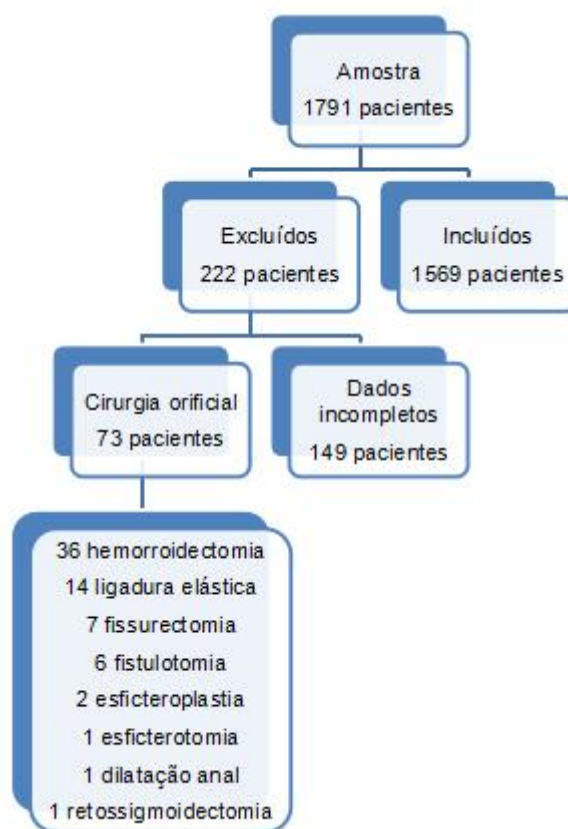 Amostra
1791 pacientes
Excluídos
222 pacientes
Incluídos
1569 pacientes
Cirurgia orificial
73 pacientes
Dados
incompletos
149 pacientes
36 hemorroidectomia
14 ligadura elástica
7 fissurectomia
6 fistulotomia
2 esficteroplastia
1 esficterotomia
1 dilatação anal
1 retossigmoidectomia